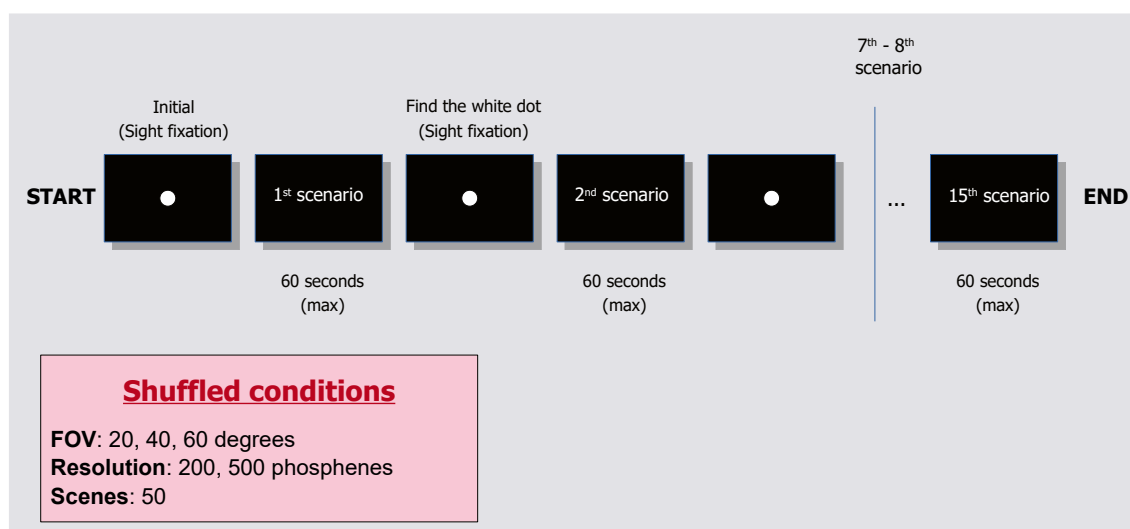 7th - 8th
scenario
Initial
(Sight fixation)
Find the white dot
(Sight fixation)
START
1st scenario
2nd scenario
...
15th scenario
END
60 seconds
(max)
60 seconds
(max)
60 seconds
(max)
Shuffled conditions
FOV: 20, 40, 60 degrees
Resolution: 200, 500 phosphenes
Scenes: 50